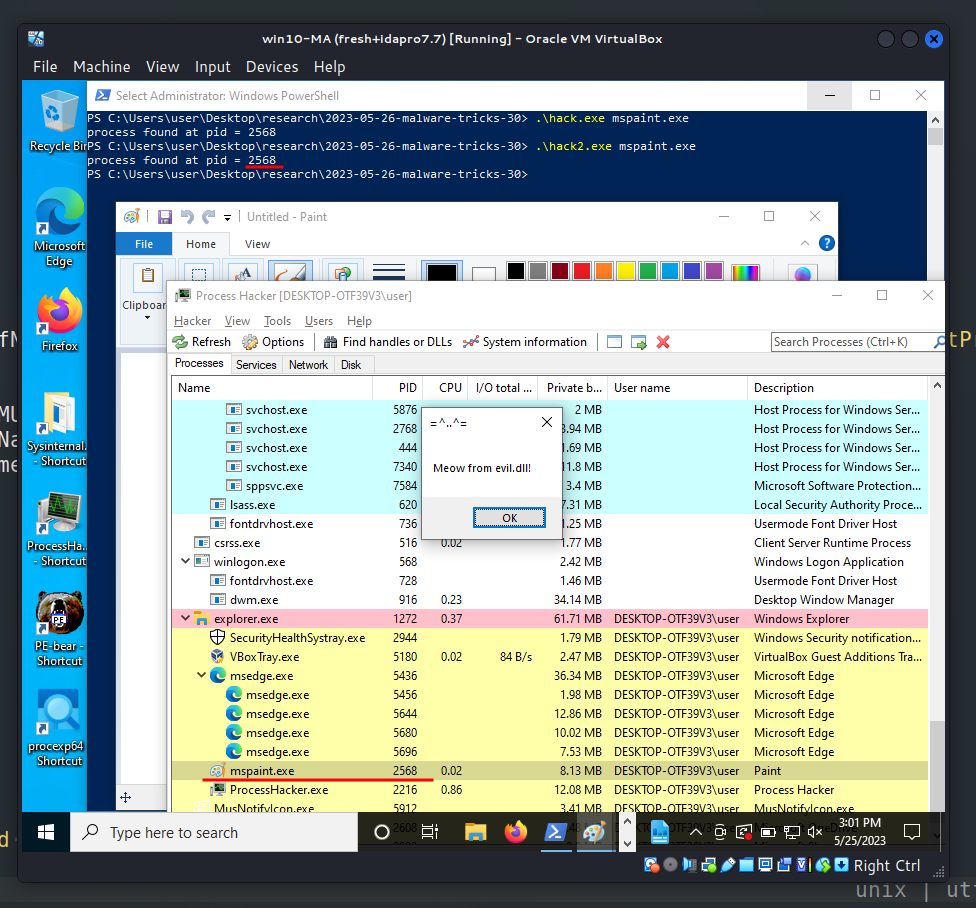 win10-MA (fresh+idapro7.7) [Running] - Oracle VM VirtualBox
File Machine View Input Devices Help
Select Administrator: Windows PowerShell
PS C:\Users\user\Desktop\research\2023-05-26-malware-tricks-30> .\hack.exe mspaint.exe
process found at pid = 2568
PS C:\Users\user\Desktop\research\2023-05-26-malware-tricks-30> .\hack2.exe mspaint.exe
process found at pid = 2568
PS C:\Users\user\Desktop\research\2023-05-26-malware-tricks-30>
Recycle Bin
Microsoft
Edge
Firefox
Sysinternal...
- Shortcut
ProcessHa...
- Shortcut
PE
PE-bear -
Shortcut
procexp64
Shortcut
Untitled - Paint
File Home View
Clipboar
Process Hacker [DESKTOP-OTF39V3\user]
Hacker View Tools Users Help
Refresh Options Find handles or DLLs System information
Search Processes (Ctrl+K)
Processes Services Network Disk
Name PID CPU I/O total ... Private b... User name Description
svchost.exe 5876 2 MB Host Process for Windows Ser...
svchost.exe 2768 3.94 MB Host Process for Windows Ser...
svchost.exe 444 1.69 MB Host Process for Windows Ser...
svchost.exe 7340 11.8 MB Host Process for Windows Ser...
sppsvc.exe 7584 3.4 MB Microsoft Software Protection...
lsass.exe 620 7.31 MB Local Security Authority Proce...
fontdrvhost.exe 736 1.25 MB Usermode Font Driver Host
csrss.exe 516 0.02 1.77 MB Client Server Runtime Process
winlogon.exe 568 2.42 MB Windows Logon Application
fontdrvhost.exe 728 1.46 MB Usermode Font Driver Host
dwm.exe 916 0.23 34.14 MB Desktop Window Manager
explorer.exe 1272 0.37 61.71 MB DESKTOP-OTF39V3\user Windows Explorer
SecurityHealthSystray.exe 2944 1.79 MB DESKTOP-OTF39V3\user Windows Security notification...
VBoxTray.exe 5180 0.02 84 B/s 2.47 MB DESKTOP-OTF39V3\user VirtualBox Guest Additions Tra...
msedge.exe 5436 36.34 MB DESKTOP-OTF39V3\user Microsoft Edge
msedge.exe 5456 1.98 MB DESKTOP-OTF39V3\user Microsoft Edge
msedge.exe 5644 12.86 MB DESKTOP-OTF39V3\user Microsoft Edge
msedge.exe 5680 10.02 MB DESKTOP-OTF39V3\user Microsoft Edge
msedge.exe 5696 7.53 MB DESKTOP-OTF39V3\user Microsoft Edge
mspaint.exe 2568 0.02 8.13 MB DESKTOP-OTF39V3\user Paint
ProcessHacker.exe 2216 0.86 12.08 MB DESKTOP-OTF39V3\user Process Hacker
MusNotifyIcon.exe 5912 3.41 MB DESKTOP-OTF39V3\user MusNotifyIcon.exe
=^..^=
Meow from evil.dll!
OK
Type here to search
3:01 PM
5/25/2023
Right Ctrl
unix | ut